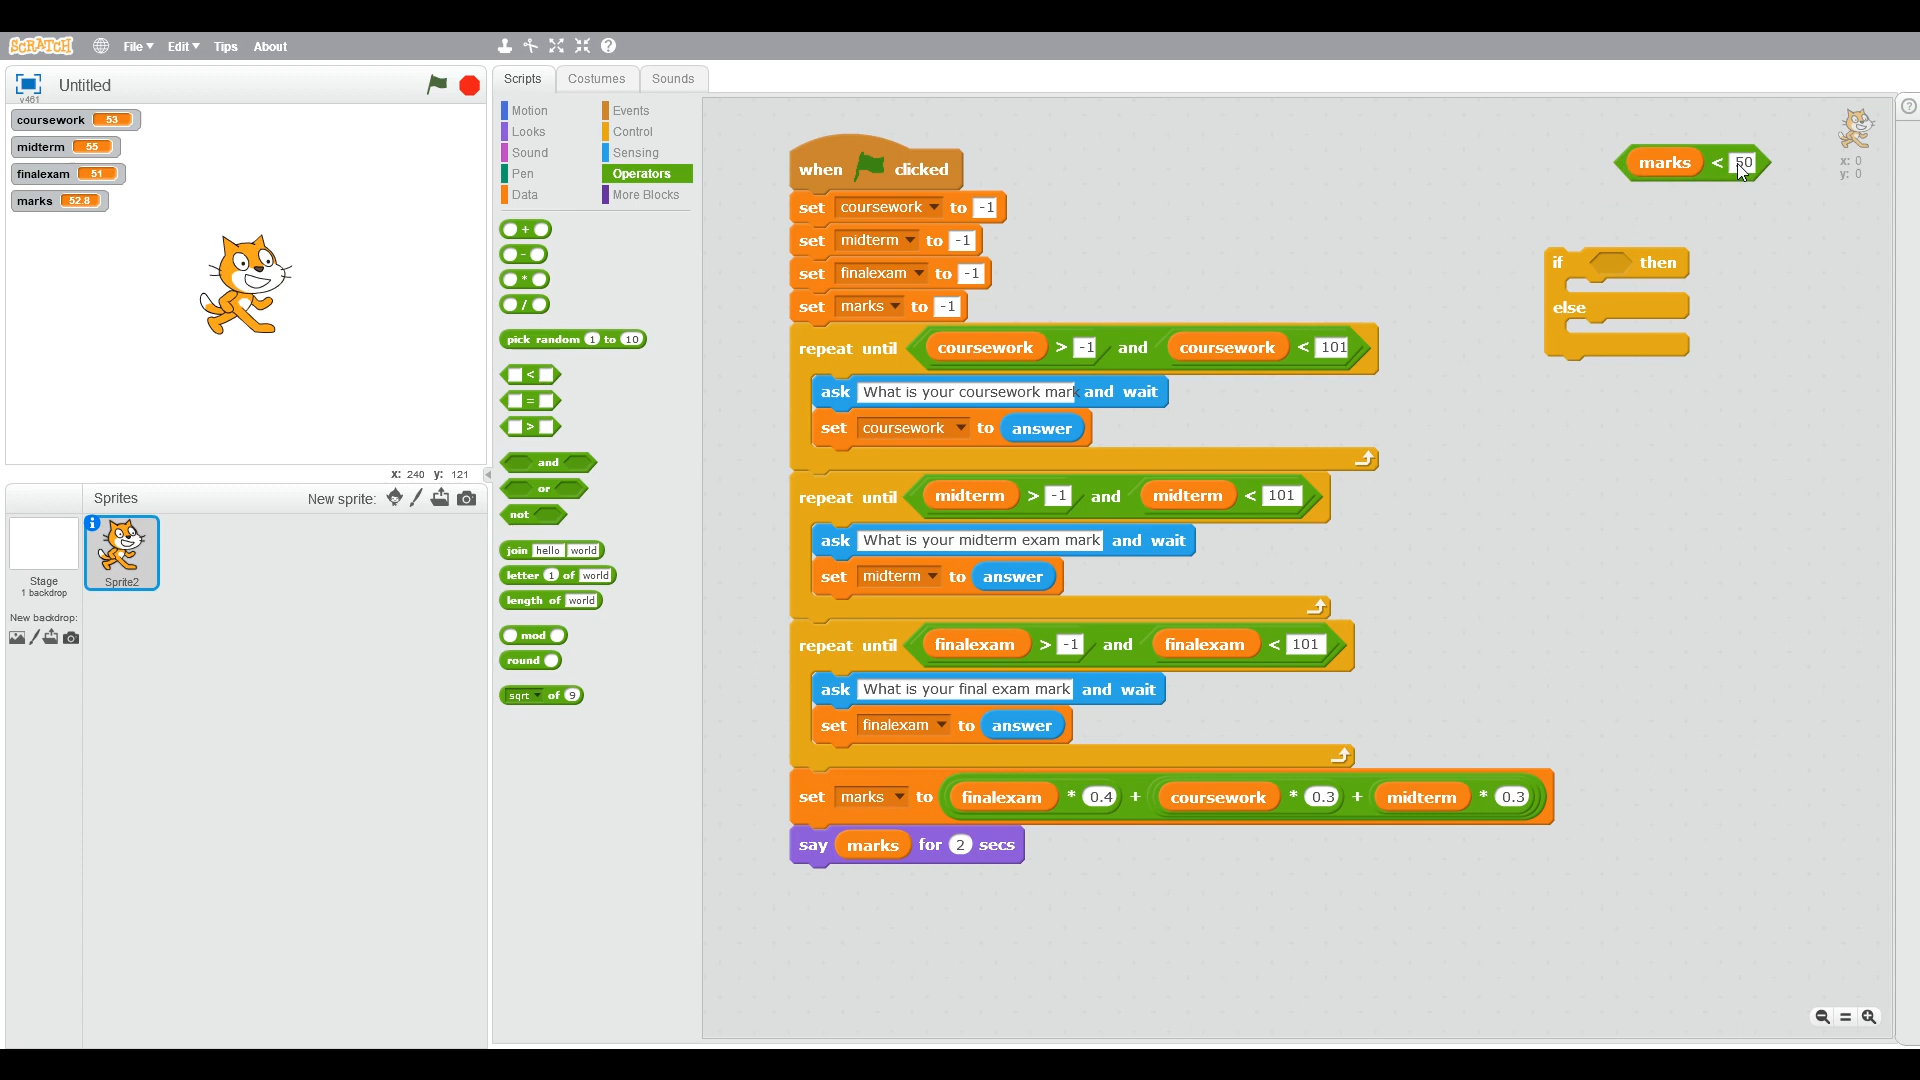 SCRATCH File Edit Tips About
v461 Untitled
coursework 53
midterm 55
finalexam 51
marks 52.8
x: 240 y: 121
Sprites New sprite:
Sprite2
Stage
1 backdrop
New backdrop:
Scripts Costumes Sounds
Motion Events
Looks Control
Sound Sensing
Pen Operators
Data More Blocks
+
-
*
/
pick random 1 to 10
<
=
>
and
or
not
join hello world
letter 1 of world
length of world
mod
round
sqrt of 9
when clicked
set coursework to -1
set midterm to -1
set finalexam to -1
set marks to -1
repeat until coursework > -1 and coursework < 101
ask What is your coursework mark and wait
set coursework to answer
repeat until midterm > -1 and midterm < 101
ask What is your midterm exam mark and wait
set midterm to answer
repeat until finalexam > -1 and finalexam < 101
ask What is your final exam mark and wait
set finalexam to answer
set marks to finalexam * 0.4 + coursework * 0.3 + midterm * 0.3
say marks for 2 secs
marks < 50
if then
else
x: 0
y: 0